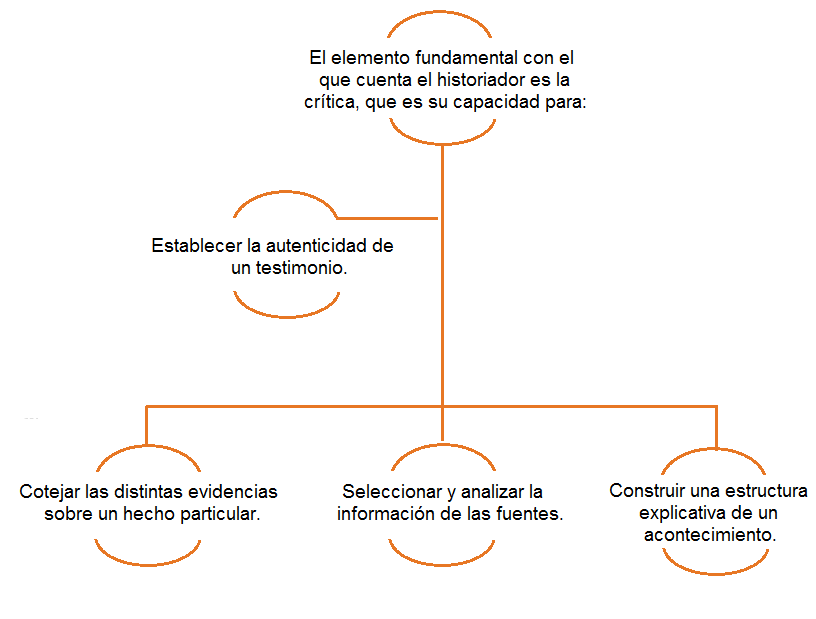 El elemento fundamental con el
que cuenta el historiador es la
crítica, que es su capacidad para:
Establecer la autenticidad de
un testimonio.
Cotejar las distintas evidencias
sobre un hecho particular.
Seleccionar y analizar la
información de las fuentes.
Construir una estructura
explicativa de un
acontecimiento.